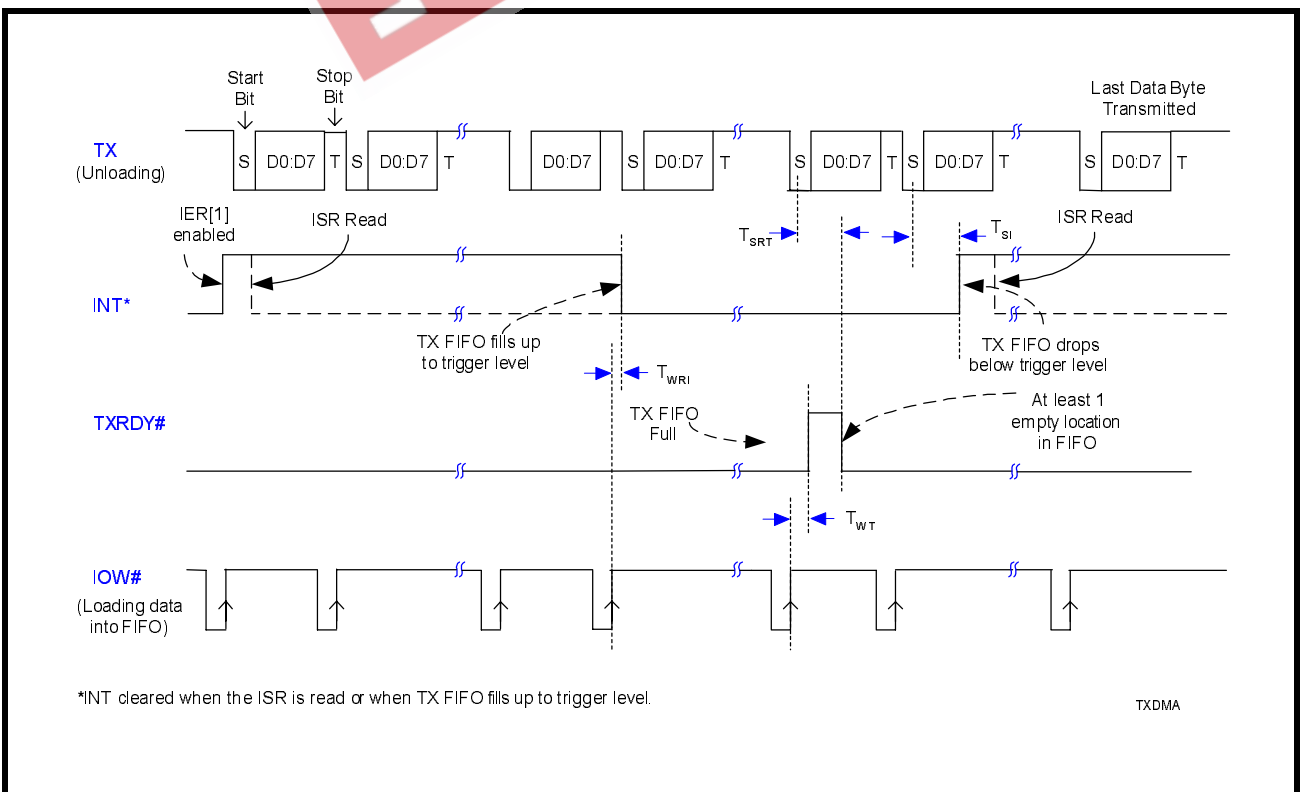 Start
Bit
Stop
Bit
Last Data Byte
Transmitted
TX
(Unloading)
S D0:D7 T S D0:D7 T D0:D7 S D0:D7 T S D0:D7 T S D0:D7 T S D0:D7 T
IER[1]
enabled
ISR Read
TSRT
TSI
ISR Read
INT*
TX FIFO fills up
to trigger level
TX FIFO drops
below trigger level
TWRI
TXRDY#
TX FIFO
Full
At least 1
empty location
in FIFO
TWT
IOW#
(Loading data
into FIFO)
*INT cleared when the ISR is read or when TX FIFO fills up to trigger level.
TXDMA